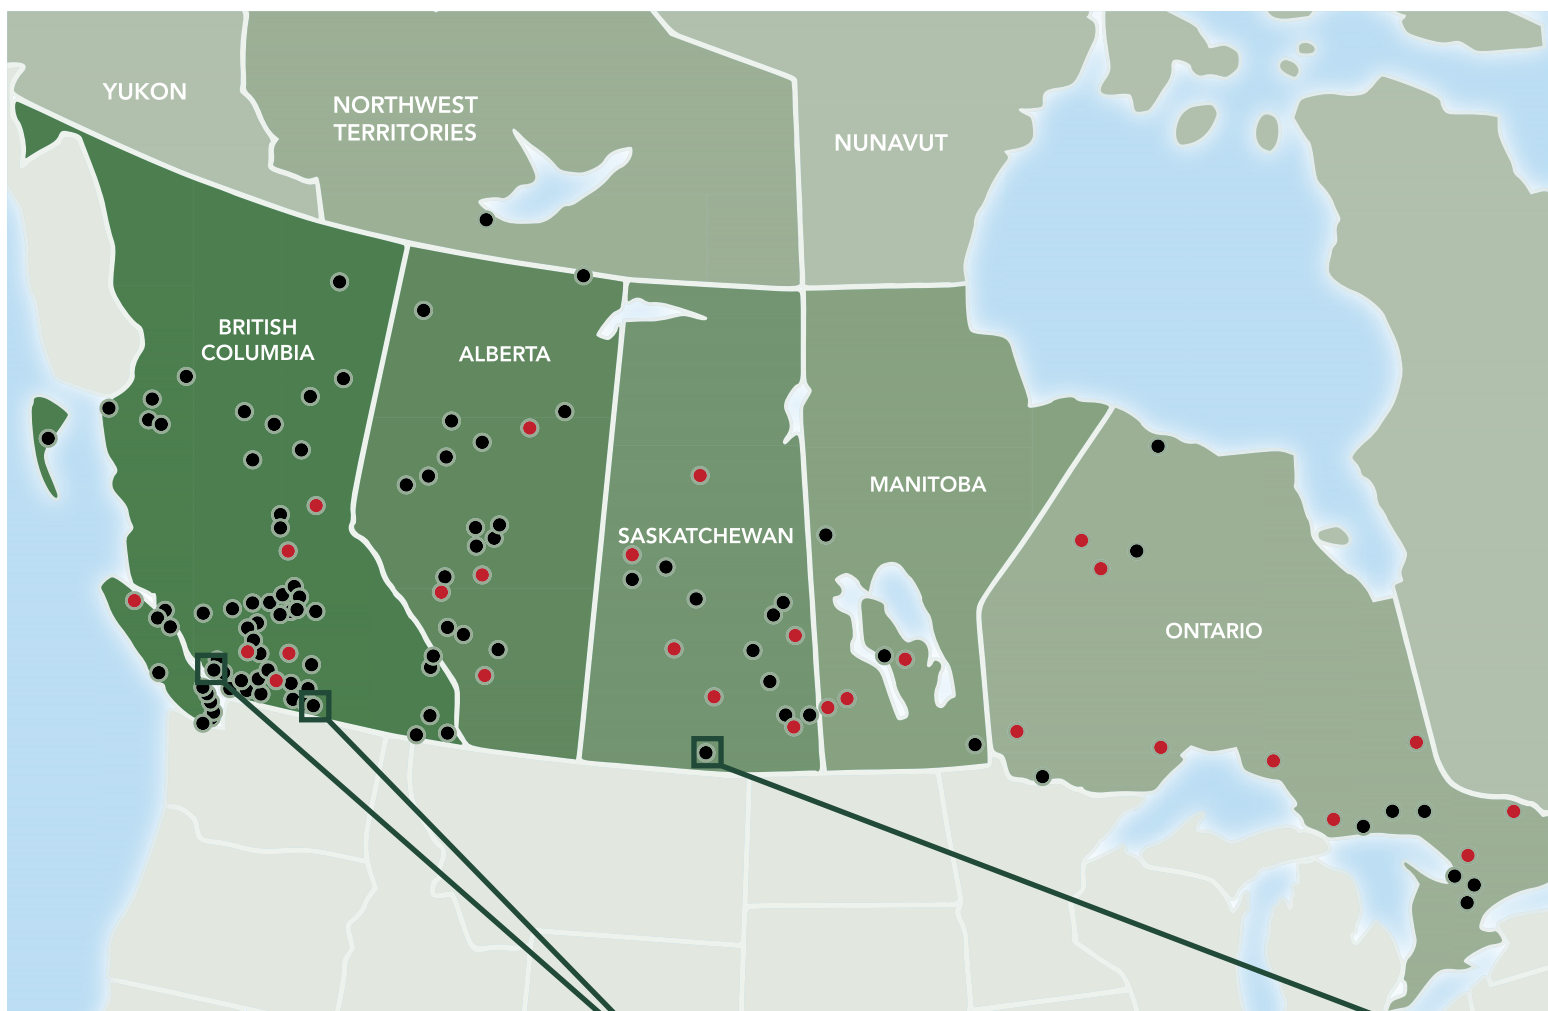 YUKON
NORTHWEST
TERRITORIES
NUNAVUT
BRITISH
COLUMBIA
ALBERTA
MANITOBA
SASKATCHEWAN
ONTARIO